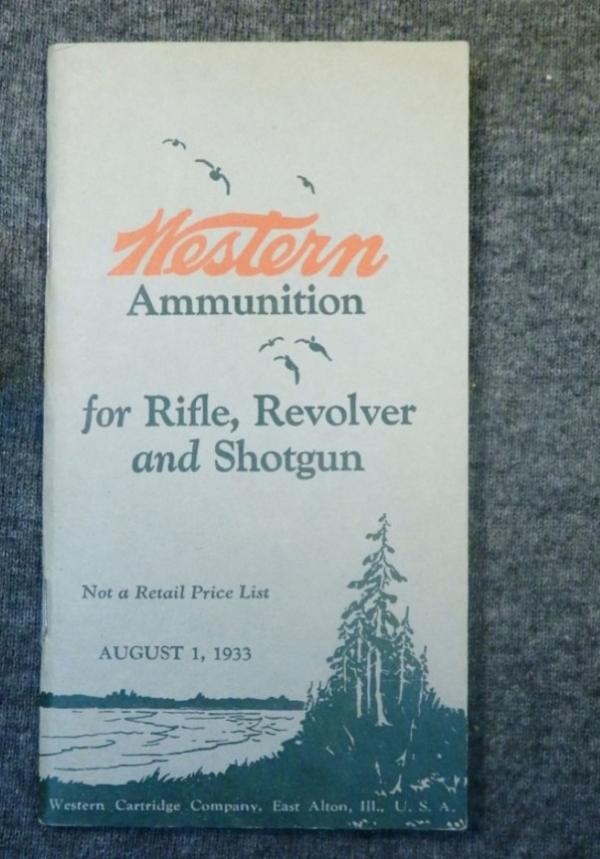 Western
Ammunition
for Rifle, Revolver
and Shotgun
Not a Retail Price List
AUGUST 1, 1933
Western Cartridge Company, East Alton, Ill., U. S. A.